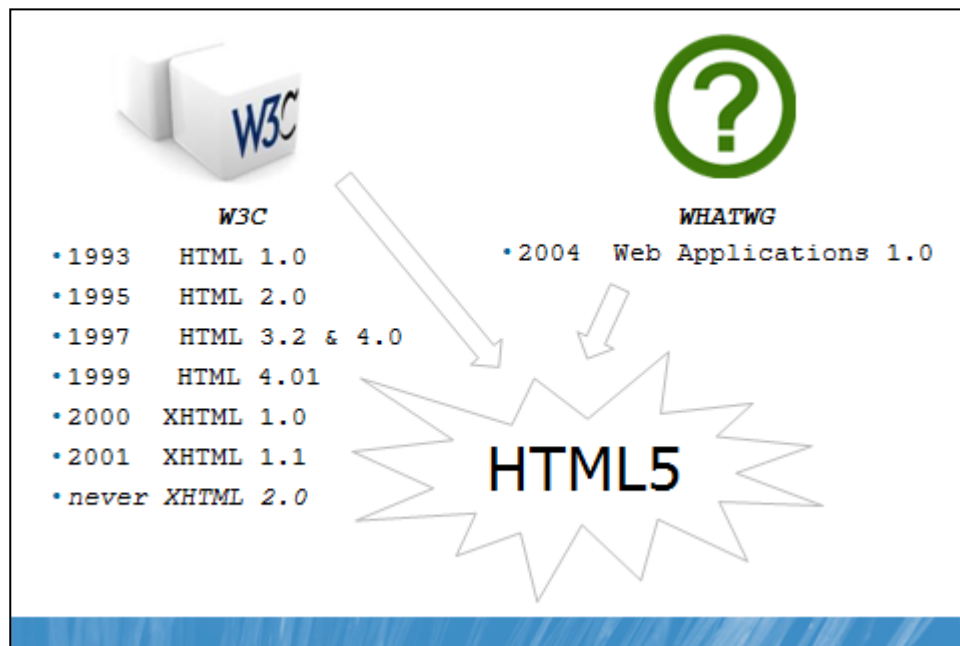 W3C
W3C
•1993 HTML 1.0
•1995 HTML 2.0
•1997 HTML 3.2 & 4.0
•1999 HTML 4.01
•2000 XHTML 1.0
•2001 XHTML 1.1
•never XHTML 2.0
?
WHATWG
•2004 Web Applications 1.0
HTML5